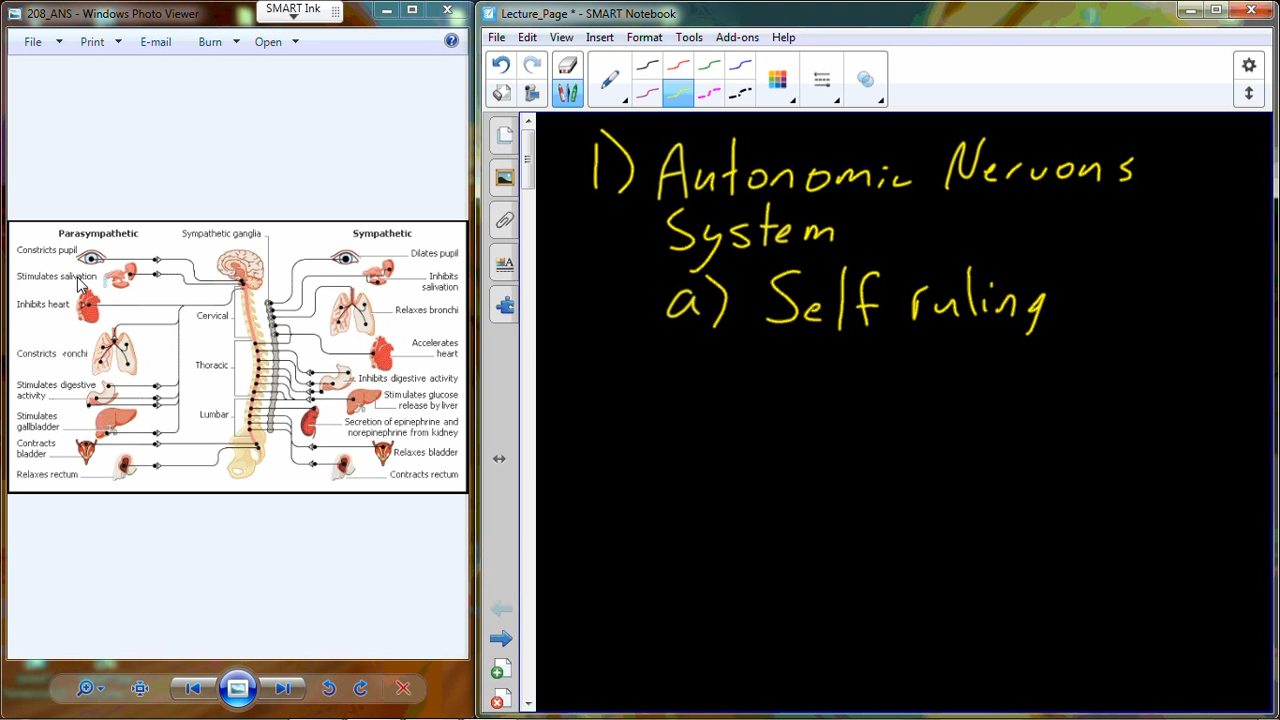 208_ANS - Windows Photo Viewer
SMART Ink
File Print E-mail Burn Open
Parasympathetic Sympathetic ganglia Sympathetic
Constricts pupil
Stimulates salivation
Inhibits heart
Constricts ronchi
Stimulates digestive
activity
Stimulates
gallbladder
Contracts
bladder
Relaxes rectum
Cervical
Thoracic
Lumbar
Dilates pupil
Inhibits
salivation
Relaxes bronchi
Accelerates
heart
Inhibits digestive activity
Stimulates glucose
release by liver
Secretion of epinephrine and
norepinephrine from kidney
Relaxes bladder
Contracts rectum
Lecture_Page * - SMART Notebook
File Edit View Insert Format Tools Add-ons Help
1) Autonomic Nervous
System
a) Self ruling